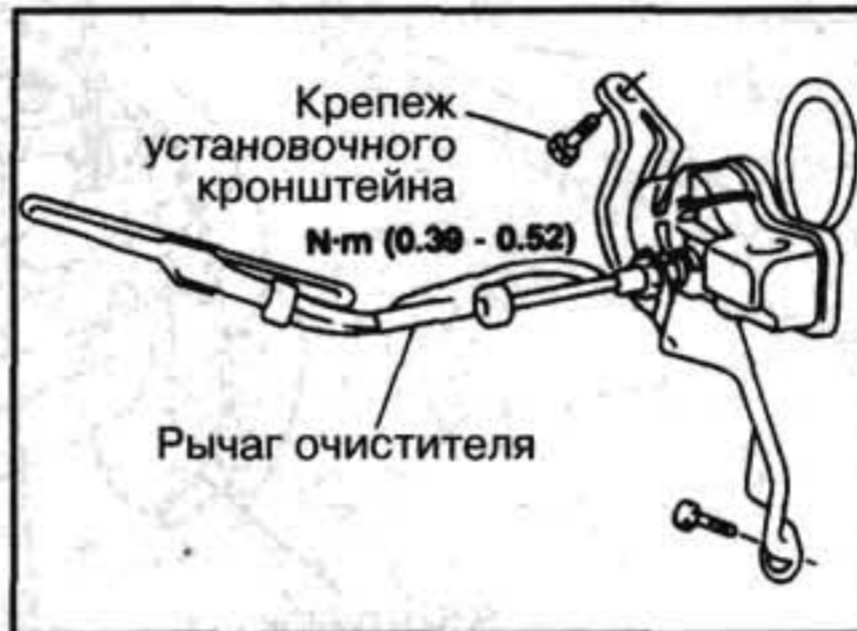 Крепеж
установочного
кронштейна
N·m (0.39 - 0.52)
Рычаг очистителя